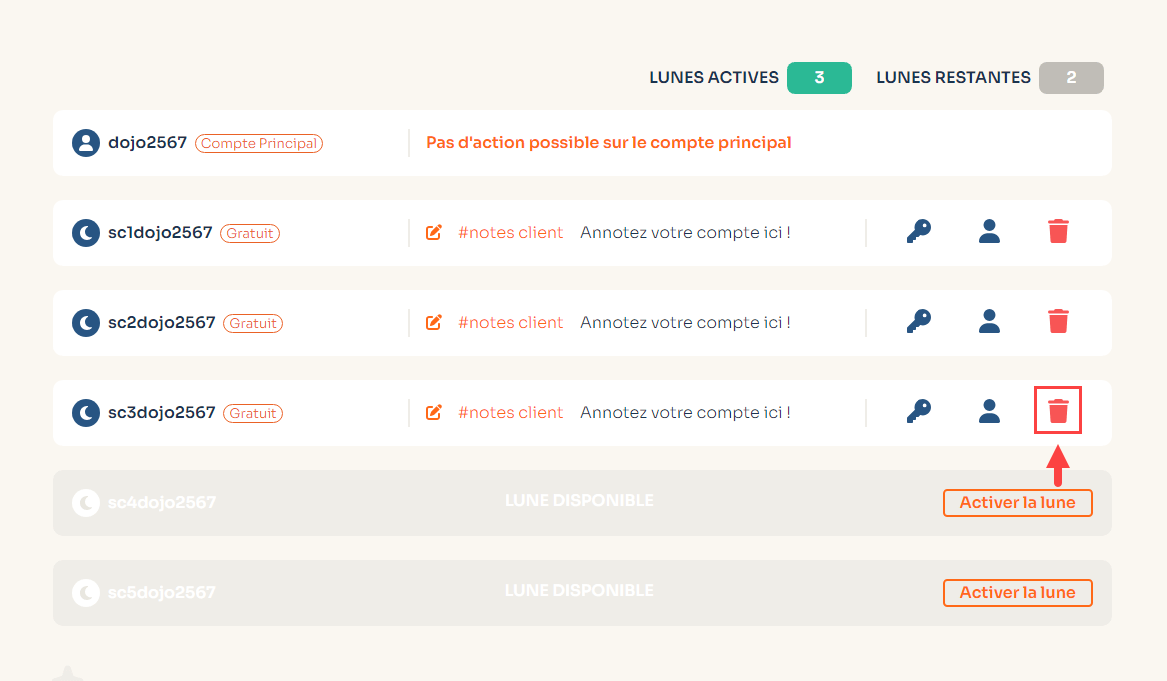 LUNES ACTIVES 3 LUNES RESTANTES 2
dojo2567 Compte Principal Pas d'action possible sur le compte principal
sc1dojo2567 Gratuit #notes client Annotez votre compte ici !
sc2dojo2567 Gratuit #notes client Annotez votre compte ici !
sc3dojo2567 Gratuit #notes client Annotez votre compte ici !
sc4dojo2567 LUNE DISPONIBLE Activer la lune
sc5dojo2567 LUNE DISPONIBLE Activer la lune